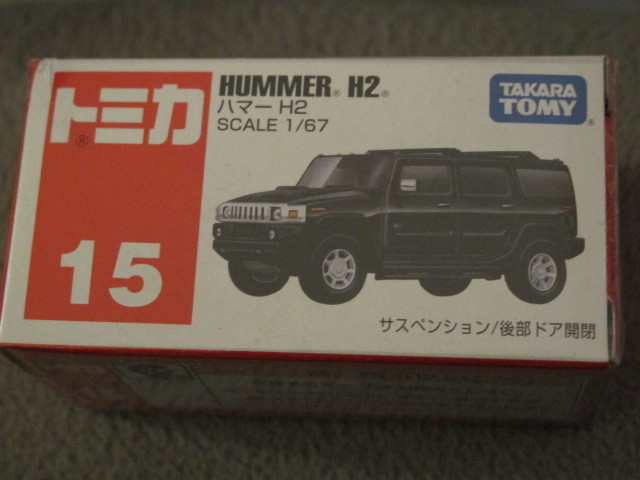 トミカ®
15
HUMMER® H2®
ハマー H2
SCALE 1/67
TAKARA
TOMY®
サスペンション/後部ドア開閉